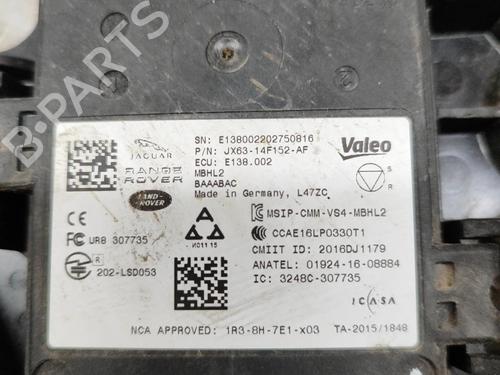 B-PARTS
SN: E138002202750816
P/N: JX63-14F152-AF
ECU: E138.002
MBHL2
BAAABAC
Made in Germany, L47ZC
Valeo
JAGUAR
RANGE ROVER
LAND-ROVER
FC UR8 307735
R
202-LSD053
A
N011 15
MSIP-CMM-VS4-MBHL2
CCAE16LP0330T1
CMIIT ID: 2016DJ1179
ANATEL: 01924-16-08884
IC: 3248C-307735
ICASA
NCA APPROVED: 1R3-8H-7E1-x03
TA-2015/1848